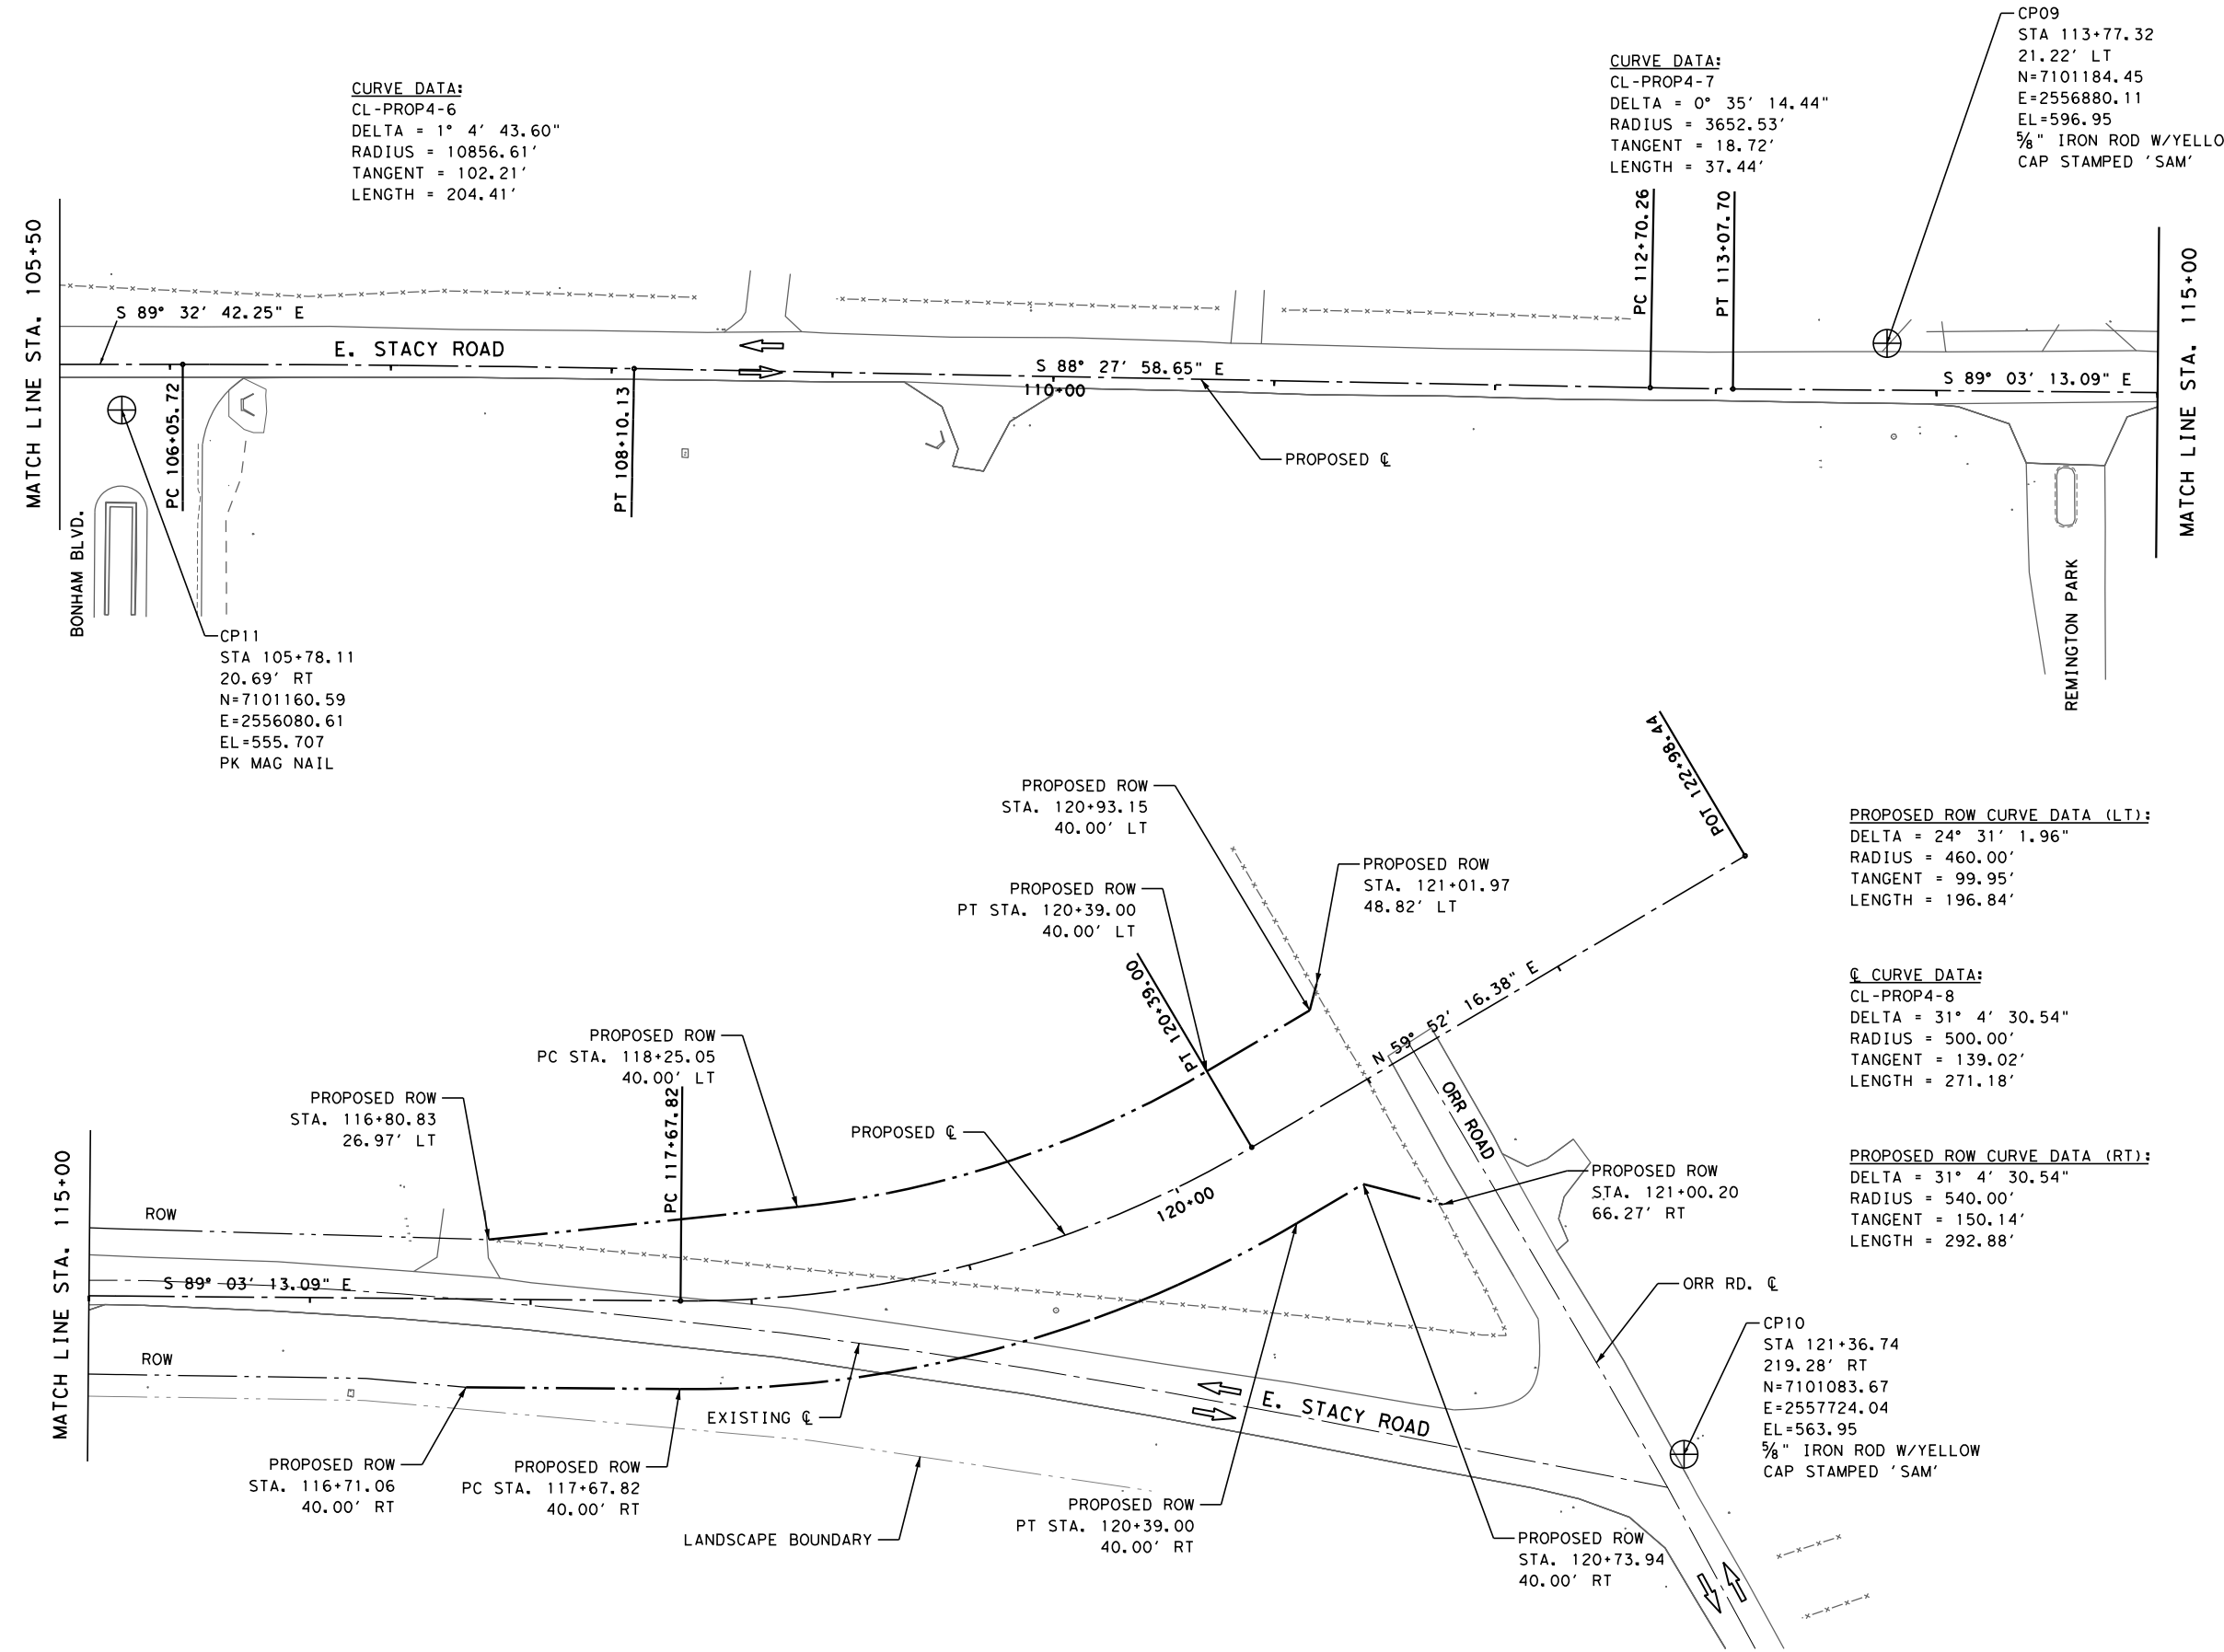 CURVE DATA:
CL-PROP4-6
DELTA = 1° 4' 43.60"
RADIUS = 10856.61'
TANGENT = 102.21'
LENGTH = 204.41'
CURVE DATA:
CL-PROP4-7
DELTA = 0° 35' 14.44"
RADIUS = 3652.53'
TANGENT = 18.72'
LENGTH = 37.44'
CP09
STA 113+77.32
21.22' LT
N=7101184.45
E=2556880.11
EL=596.95
⅝" IRON ROD W/YELLO
CAP STAMPED 'SAM'
MATCH LINE STA. 105+50
S 89° 32' 42.25" E
E. STACY ROAD
PC 106+05.72
PT 108+10.13
S 88° 27' 58.65" E
110+00
PROPOSED ℄
PC 112+70.26
PT 113+07.70
S 89° 03' 13.09" E
MATCH LINE STA. 115+00
BONHAM BLVD.
REMINGTON PARK
CP11
STA 105+78.11
20.69' RT
N=7101160.59
E=2556080.61
EL=555.707
PK MAG NAIL
PROPOSED ROW
STA. 120+93.15
40.00' LT
PROPOSED ROW
STA. 121+01.97
48.82' LT
PROPOSED ROW
PT STA. 120+39.00
40.00' LT
POT 122+98.44
PT 120+39.00
N 59° 52' 16.38" E
PROPOSED ROW
PC STA. 118+25.05
40.00' LT
PROPOSED ROW
STA. 116+80.83
26.97' LT
PC 117+67.82
PROPOSED ℄
120+00
ORR ROAD
PROPOSED ROW
STA. 121+00.20
66.27' RT
MATCH LINE STA. 115+00
ROW
S 89° 03' 13.09" E
ROW
EXISTING ℄
E. STACY ROAD
ORR RD. ℄
CP10
STA 121+36.74
219.28' RT
N=7101083.67
E=2557724.04
EL=563.95
⅝" IRON ROD W/YELLOW
CAP STAMPED 'SAM'
PROPOSED ROW
STA. 116+71.06
40.00' RT
PROPOSED ROW
PC STA. 117+67.82
40.00' RT
LANDSCAPE BOUNDARY
PROPOSED ROW
PT STA. 120+39.00
40.00' RT
PROPOSED ROW
STA. 120+73.94
40.00' RT
PROPOSED ROW CURVE DATA (LT):
DELTA = 24° 31' 1.96"
RADIUS = 460.00'
TANGENT = 99.95'
LENGTH = 196.84'
℄ CURVE DATA:
CL-PROP4-8
DELTA = 31° 4' 30.54"
RADIUS = 500.00'
TANGENT = 139.02'
LENGTH = 271.18'
PROPOSED ROW CURVE DATA (RT):
DELTA = 31° 4' 30.54"
RADIUS = 540.00'
TANGENT = 150.14'
LENGTH = 292.88'